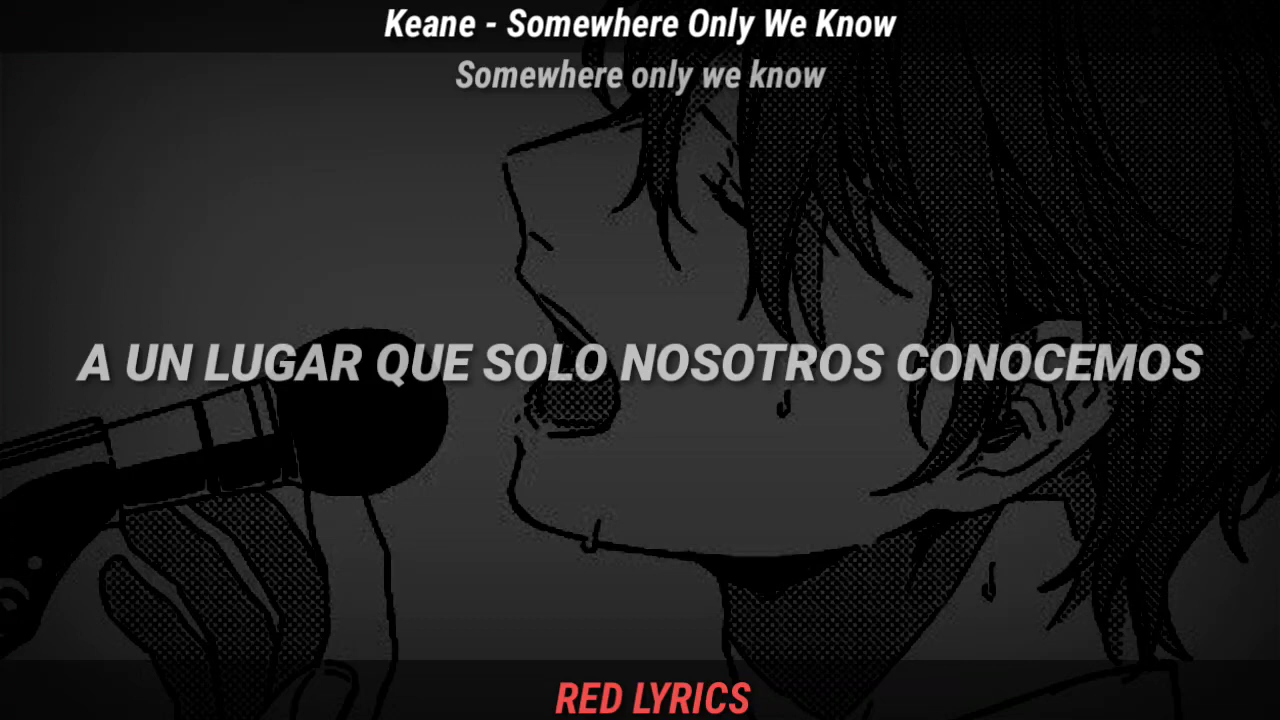 Keane - Somewhere Only We Know
Somewhere only we know
A UN LUGAR QUE SOLO NOSOTROS CONOCEMOS
RED LYRICS